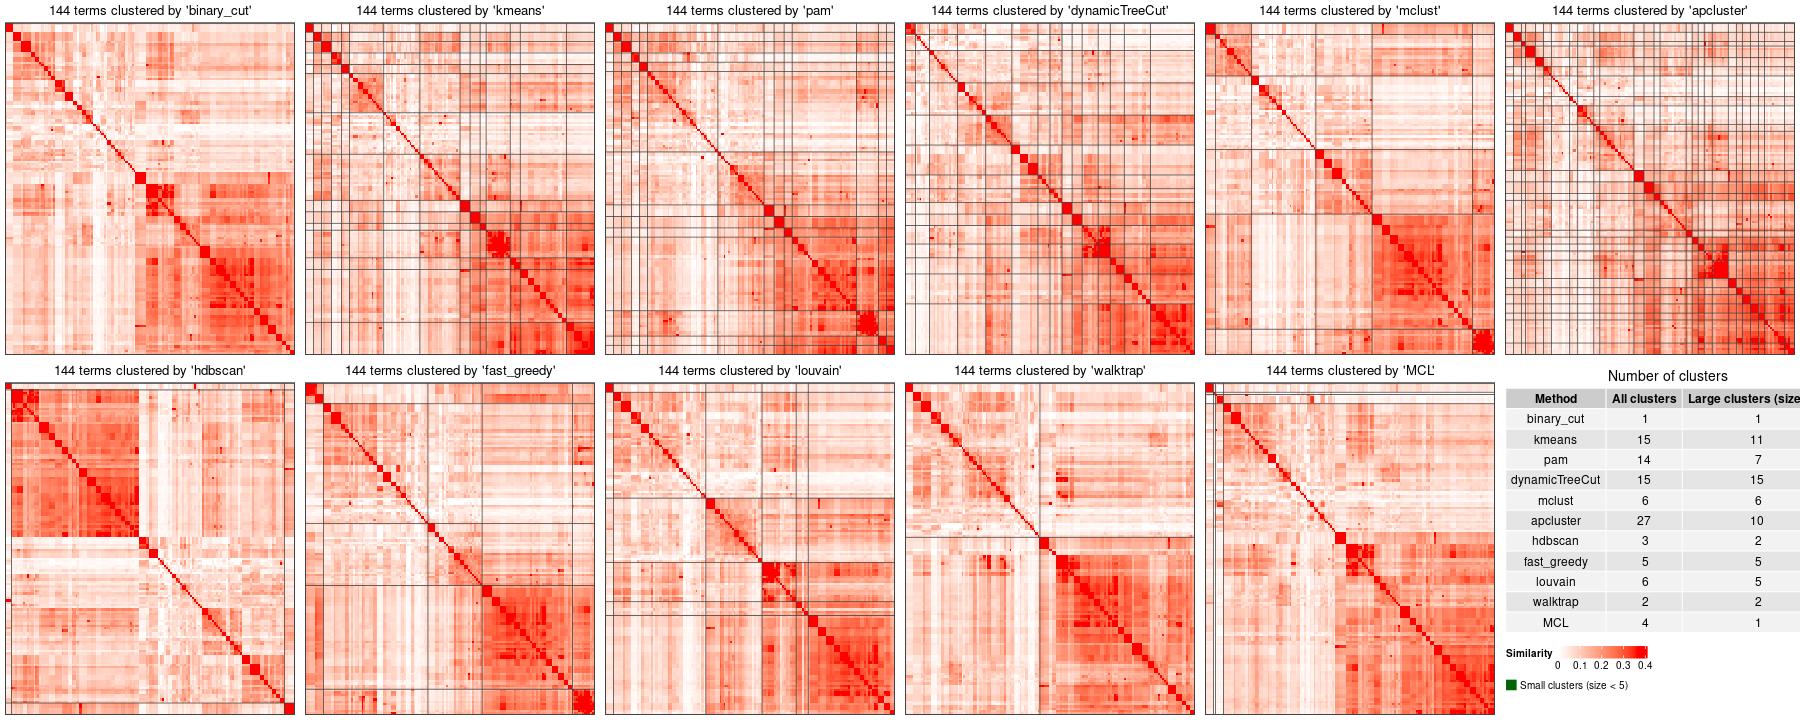 144 terms clustered by 'binary_cut'
144 terms clustered by 'kmeans'
144 terms clustered by 'pam'
144 terms clustered by 'dynamicTreeCut'
144 terms clustered by 'mclust'
144 terms clustered by 'apcluster'
144 terms clustered by 'hdbscan'
144 terms clustered by 'fast_greedy'
144 terms clustered by 'louvain'
144 terms clustered by 'walktrap'
144 terms clustered by 'MCL'
Number of clusters
Method All clusters Large clusters (size
binary_cut 1 1
kmeans 15 11
pam 14 7
dynamicTreeCut 15 15
mclust 6 6
apcluster 27 10
hdbscan 3 2
fast_greedy 5 5
louvain 6 5
walktrap 2 2
MCL 4 1
Similarity
0 0.1 0.2 0.3 0.4
Small clusters (size < 5)